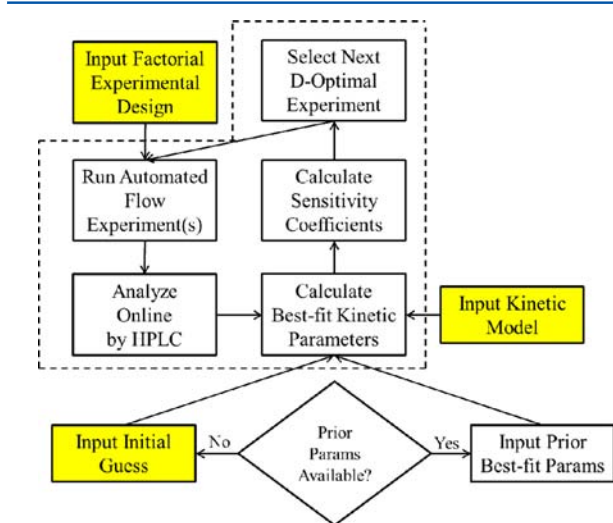 Input Factorial
Experimental
Design
Select Next
D-Optimal
Experiment
Run Automated
Flow
Experiment(s)
Calculate
Sensitivity
Coefficients
Analyze
Online
by HPLC
Calculate
Best-fit Kinetic
Parameters
Input Kinetic
Model
Input Initial
Guess
No
Prior
Params
Available?
Yes
Input Prior
Best-fit Params